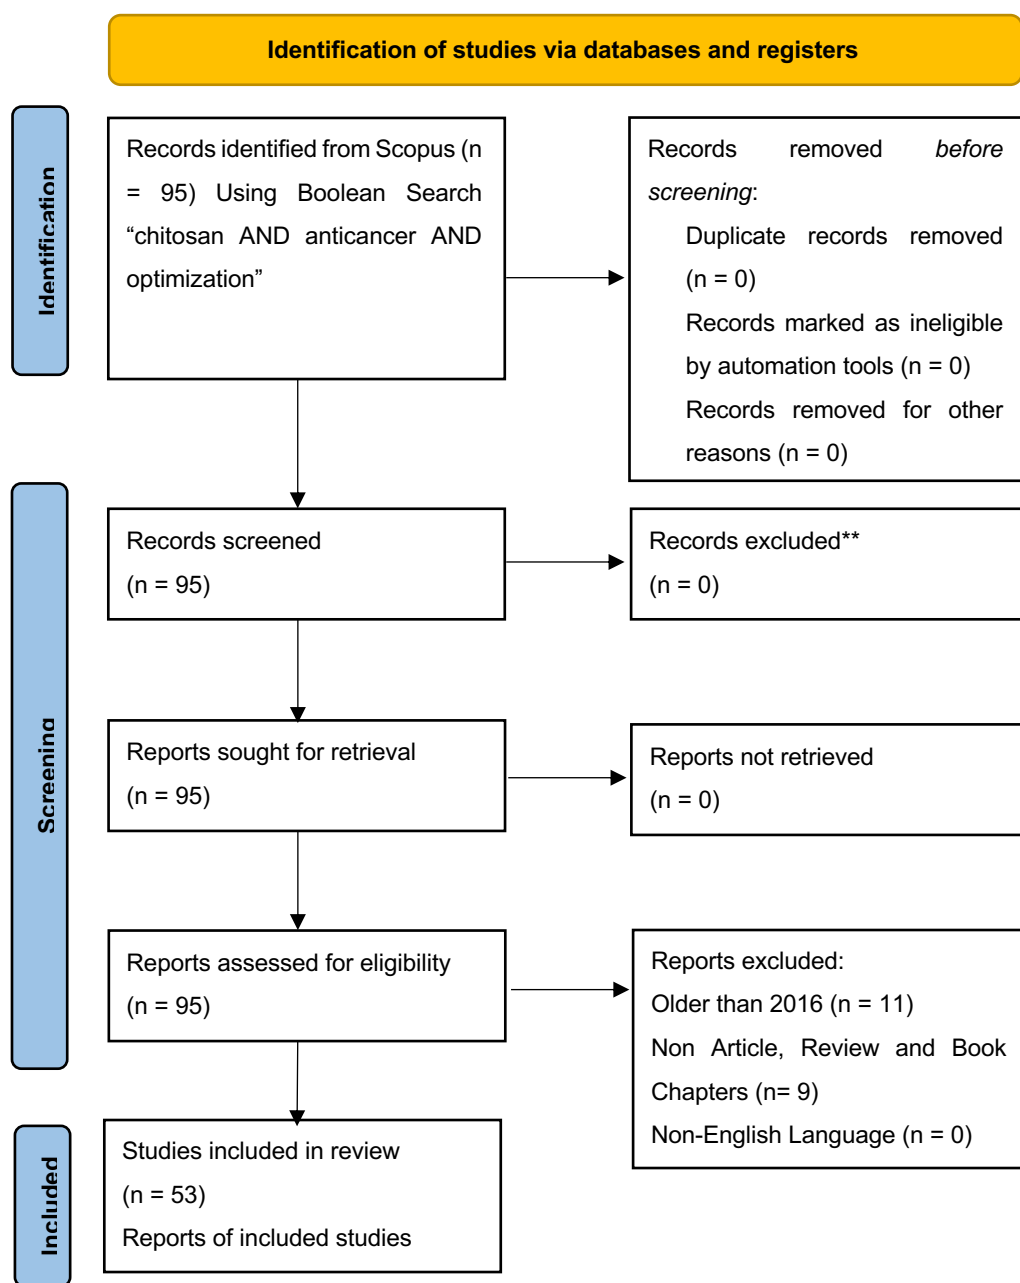 Identification of studies via databases and registers
Identification
Records identified from Scopus (n
= 95) Using Boolean Search
“chitosan AND anticancer AND
optimization”
Records removed before
screening:
Duplicate records removed
(n = 0)
Records marked as ineligible
by automation tools (n = 0)
Records removed for other
reasons (n = 0)
Screening
Records screened
(n = 95)
Records excluded**
(n = 0)
Reports sought for retrieval
(n = 95)
Reports not retrieved
(n = 0)
Reports assessed for eligibility
(n = 95)
Reports excluded:
Older than 2016 (n = 11)
Non Article, Review and Book
Chapters (n= 9)
Non-English Language (n = 0)
Included
Studies included in review
(n = 53)
Reports of included studies